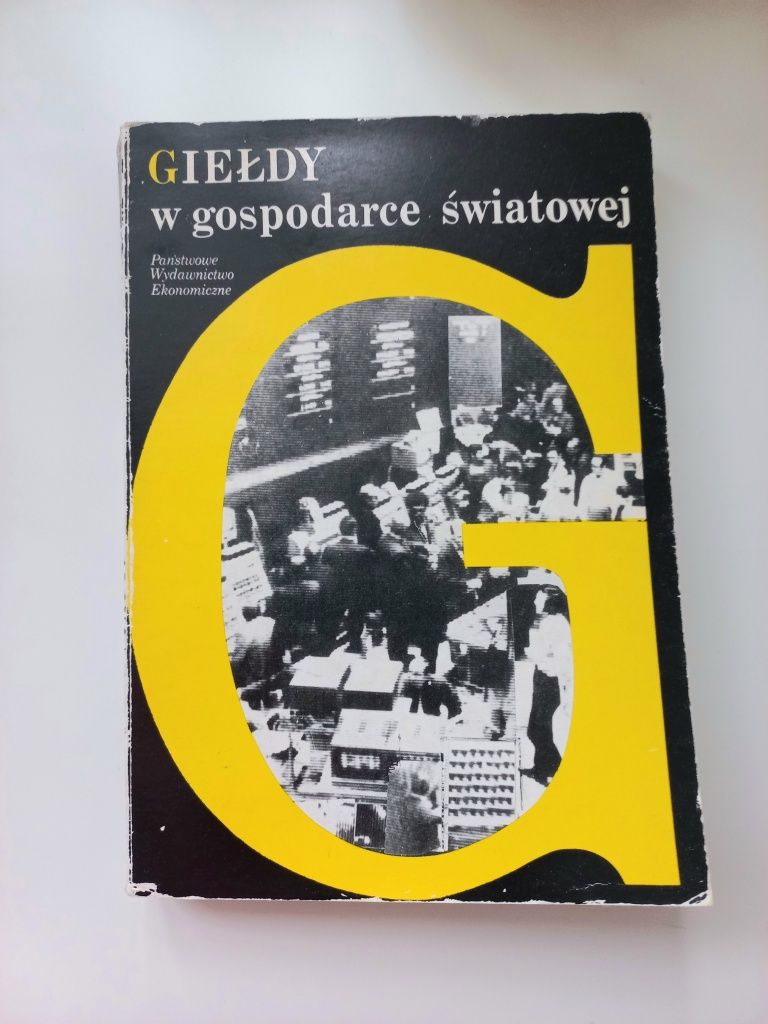 GIEŁDY
w gospodarce światowej
Państwowe
Wydawnictwo
Ekonomiczne
G